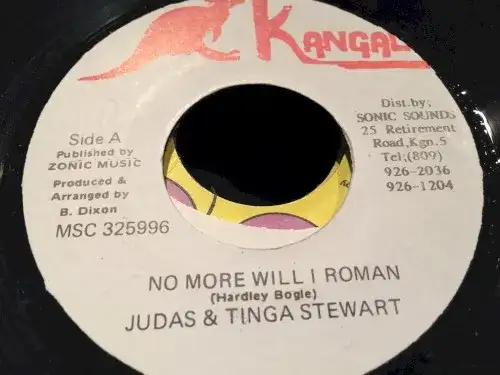 KANGAL
Side A
Published by
ZONIC MUSIC
Produced &
Arranged by
B. Dixon
MSC 325996
Dist.by;
SONIC SOUNDS
25 Retirement
Road,Kgn.5
Tel;(809)
926-2036
926-1204
NO MORE WILL I ROMAN
(Hardley Bogle)
JUDAS & TINGA STEWART